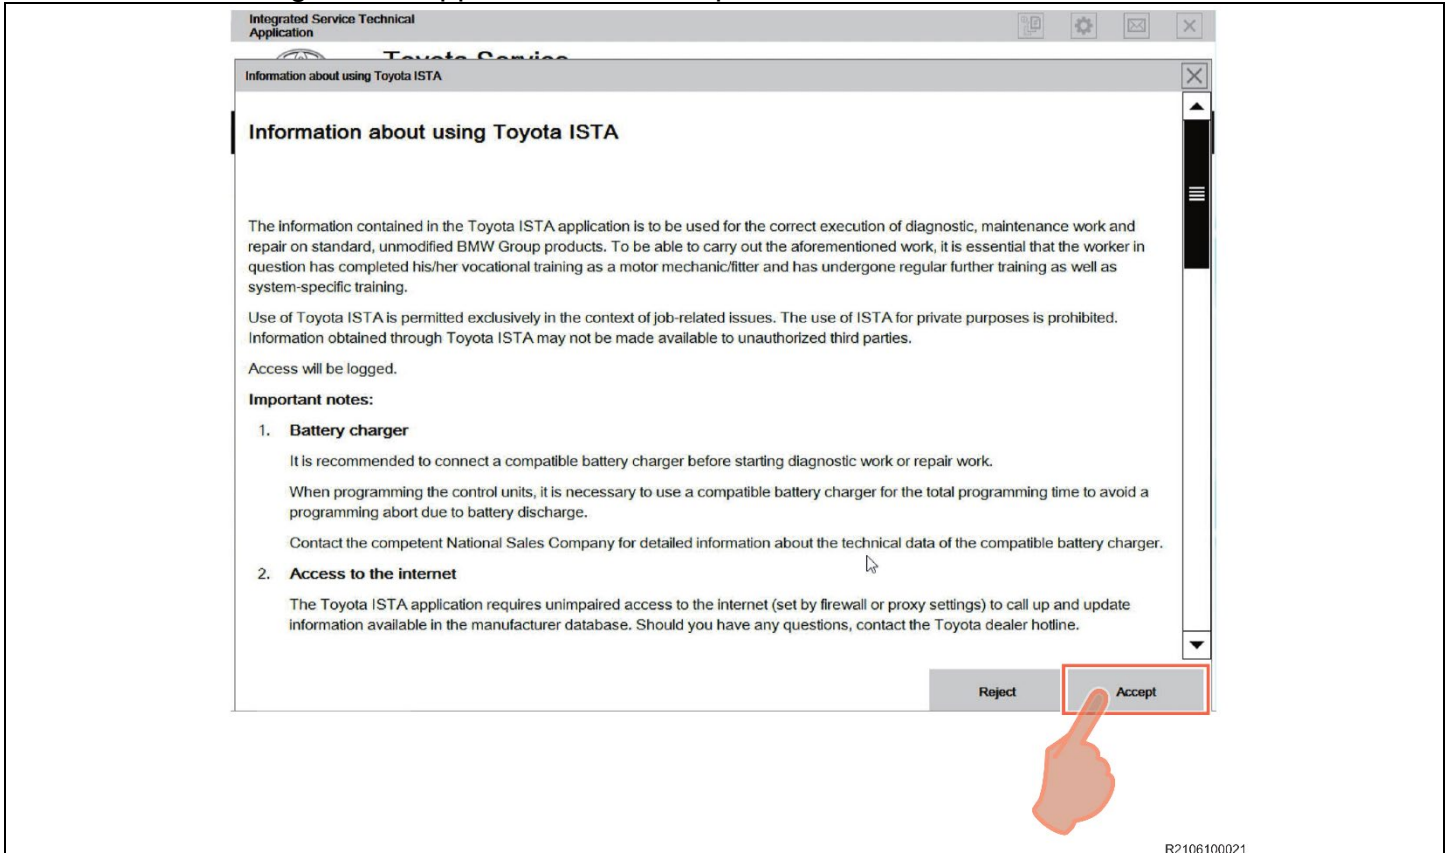 Integrated Service Technical
Application
Toyota Service
Information about using Toyota ISTA
Information about using Toyota ISTA
The information contained in the Toyota ISTA application is to be used for the correct execution of diagnostic, maintenance work and
repair on standard, unmodified BMW Group products. To be able to carry out the aforementioned work, it is essential that the worker in
question has completed his/her vocational training as a motor mechanic/fitter and has undergone regular further training as well as
system-specific training.
Use of Toyota ISTA is permitted exclusively in the context of job-related issues. The use of ISTA for private purposes is prohibited.
Information obtained through Toyota ISTA may not be made available to unauthorized third parties.
Access will be logged.
Important notes:
1. Battery charger
It is recommended to connect a compatible battery charger before starting diagnostic work or repair work.
When programming the control units, it is necessary to use a compatible battery charger for the total programming time to avoid a
programming abort due to battery discharge.
Contact the competent National Sales Company for detailed information about the technical data of the compatible battery charger.
2. Access to the internet
The Toyota ISTA application requires unimpaired access to the internet (set by firewall or proxy settings) to call up and update
information available in the manufacturer database. Should you have any questions, contact the Toyota dealer hotline.
Reject Accept
R2106100021